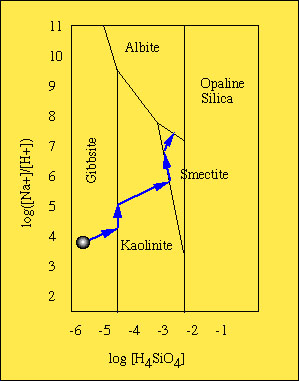 11
10
9
8
7
6
5
4
3
2
log([Na+]/[H+])
Albite
Opaline
Silica
Gibbsite
Smectite
Kaolinite
-6 -5 -4 -3 -2 -1
log [H4SiO4]